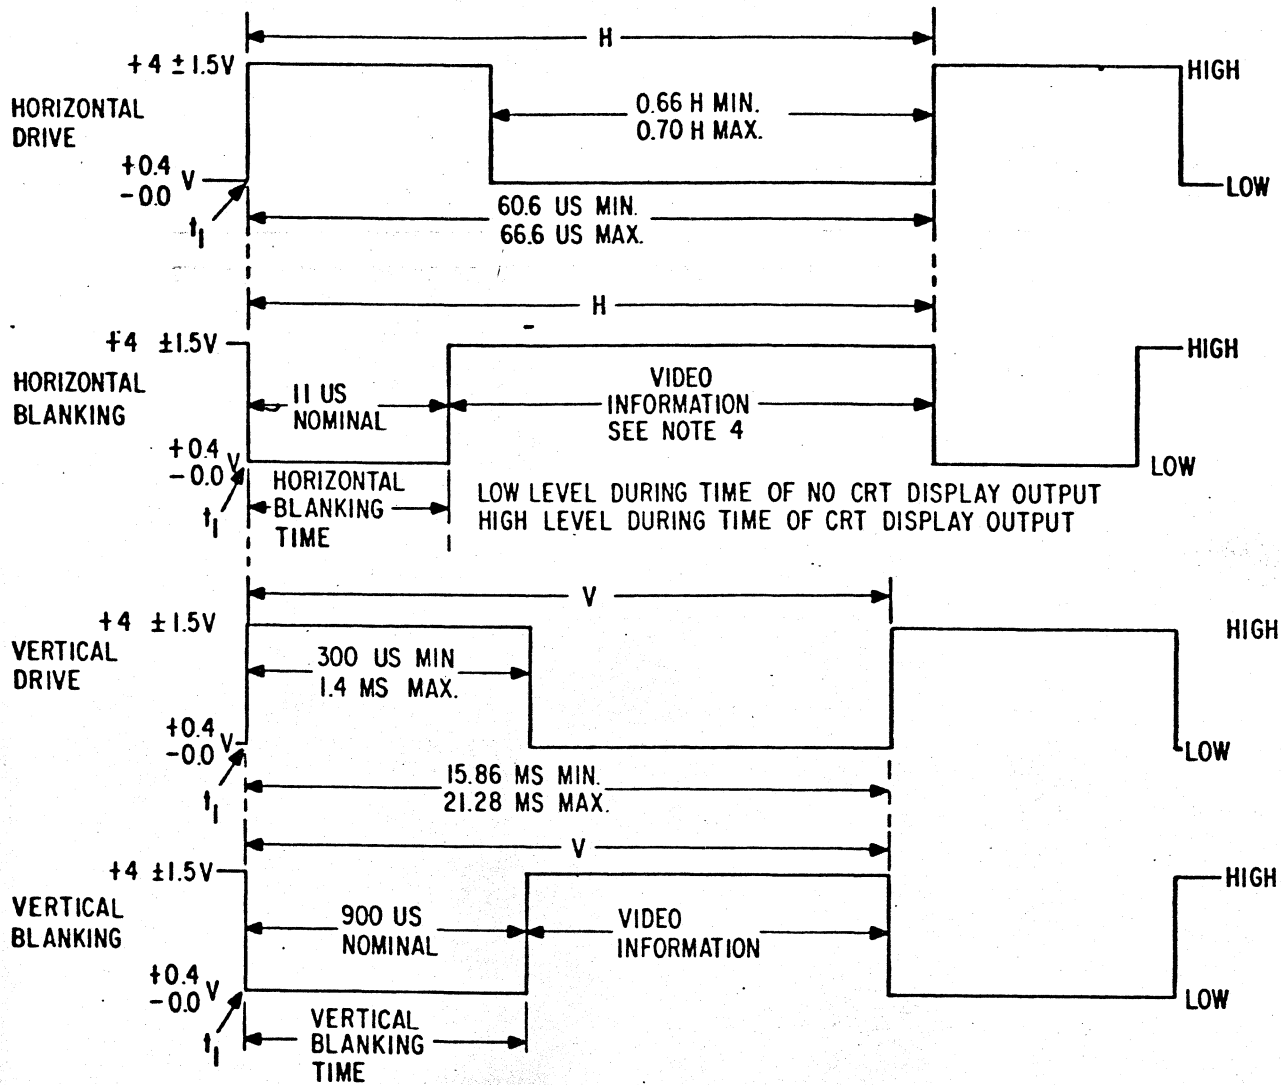 H
+4 ±1.5V
HIGH
HORIZONTAL
DRIVE
0.66 H MIN.
0.70 H MAX.
+0.4
-0.0 V
LOW
t1
60.6 US MIN.
66.6 US MAX.
H
+4 ±1.5V
HIGH
HORIZONTAL
BLANKING
11 US
NOMINAL
VIDEO
INFORMATION
SEE NOTE 4
+0.4
-0.0 V
LOW
t1
HORIZONTAL
BLANKING
TIME
LOW LEVEL DURING TIME OF NO CRT DISPLAY OUTPUT
HIGH LEVEL DURING TIME OF CRT DISPLAY OUTPUT
V
+4 ±1.5V
HIGH
VERTICAL
DRIVE
300 US MIN
1.4 MS MAX.
+0.4
-0.0 V
LOW
t1
15.86 MS MIN.
21.28 MS MAX.
V
+4 ±1.5V
HIGH
VERTICAL
BLANKING
900 US
NOMINAL
VIDEO
INFORMATION
+0.4
-0.0 V
LOW
t1
VERTICAL
BLANKING
TIME